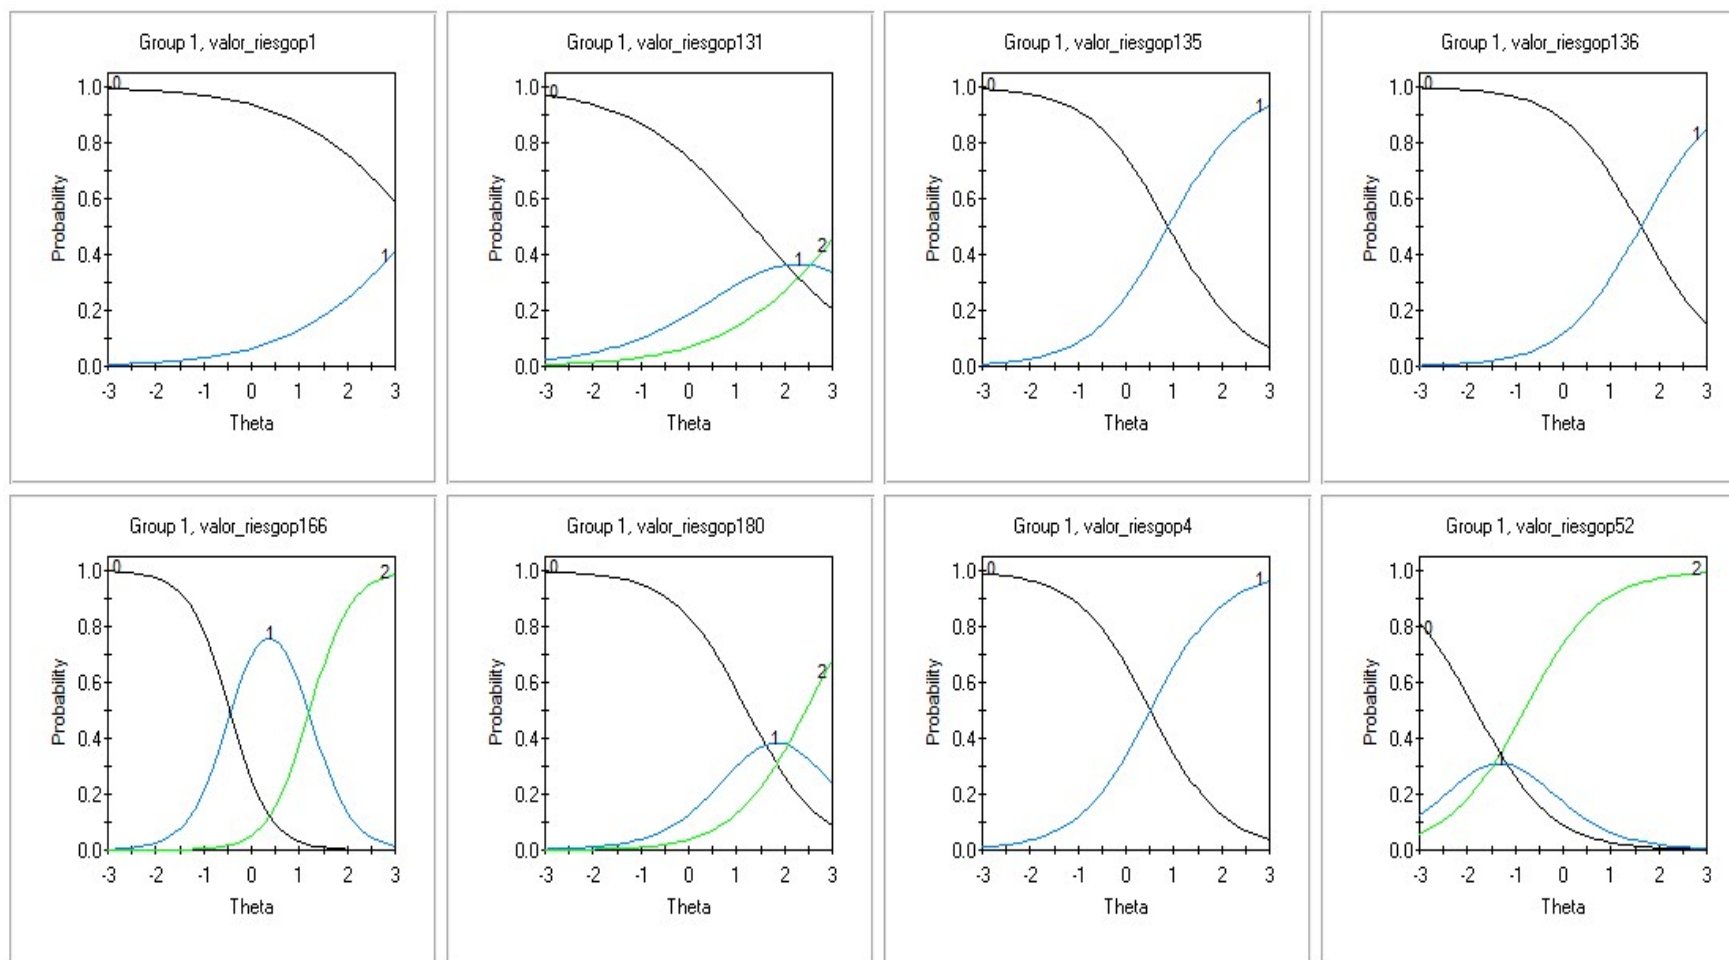 Group 1, valor_riesgop1
1.0
0
0.8
0.6
0.4
1
0.2
0.0
-3 -2 -1 0 1 2 3
Probability
Theta
Group 1, valor_riesgop131
1.0
0
0.8
0.6
0.4
1
2
0.2
0.0
-3 -2 -1 0 1 2 3
Probability
Theta
Group 1, valor_riesgop135
1.0
0
1
0.8
0.6
0.4
0.2
0.0
-3 -2 -1 0 1 2 3
Probability
Theta
Group 1, valor_riesgop136
1.0
0
0.8
1
0.6
0.4
0.2
0.0
-3 -2 -1 0 1 2 3
Probability
Theta
Group 1, valor_riesgop166
1.0
0
2
0.8
1
0.6
0.4
0.2
0.0
-3 -2 -1 0 1 2 3
Probability
Theta
Group 1, valor_riesgop180
1.0
0
0.8
0.6
2
0.4
1
0.2
0.0
-3 -2 -1 0 1 2 3
Probability
Theta
Group 1, valor_riesgop4
1.0
0
1
0.8
0.6
0.4
0.2
0.0
-3 -2 -1 0 1 2 3
Probability
Theta
Group 1, valor_riesgop52
1.0
2
0.8
0
0.6
0.4
1
0.2
0.0
-3 -2 -1 0 1 2 3
Probability
Theta